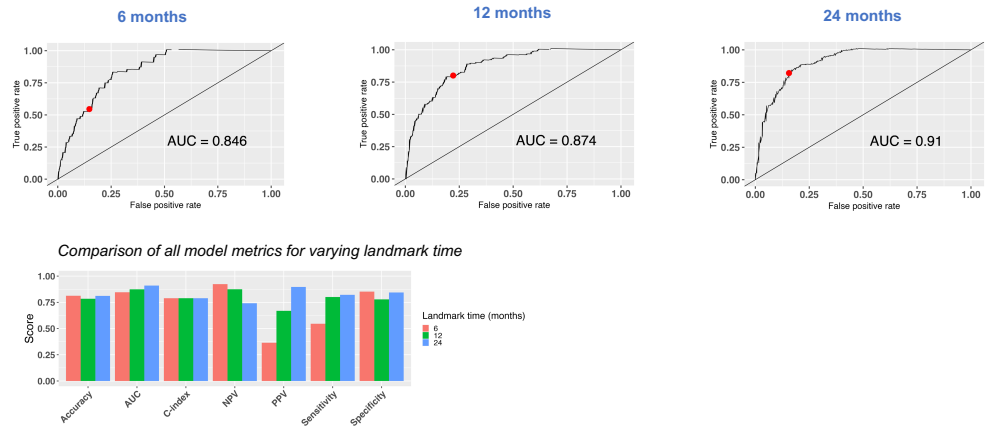 6 months
12 months
24 months
True positive rate
1.00
0.75
0.50
0.25
0.00
AUC = 0.846
0.00 0.25 0.50 0.75 1.00
False positive rate
True positive rate
1.00
0.75
0.50
0.25
0.00
AUC = 0.874
0.00 0.25 0.50 0.75 1.00
False positive rate
True positive rate
1.00
0.75
0.50
0.25
0.00
AUC = 0.91
0.00 0.25 0.50 0.75 1.00
False positive rate
Comparison of all model metrics for varying landmark time
Score
1.00
0.75
0.50
0.25
0.00
Accuracy
AUC
C-Index
NPV
PPV
Sensitivity
Specificity
Landmark time (months)
6
12
24